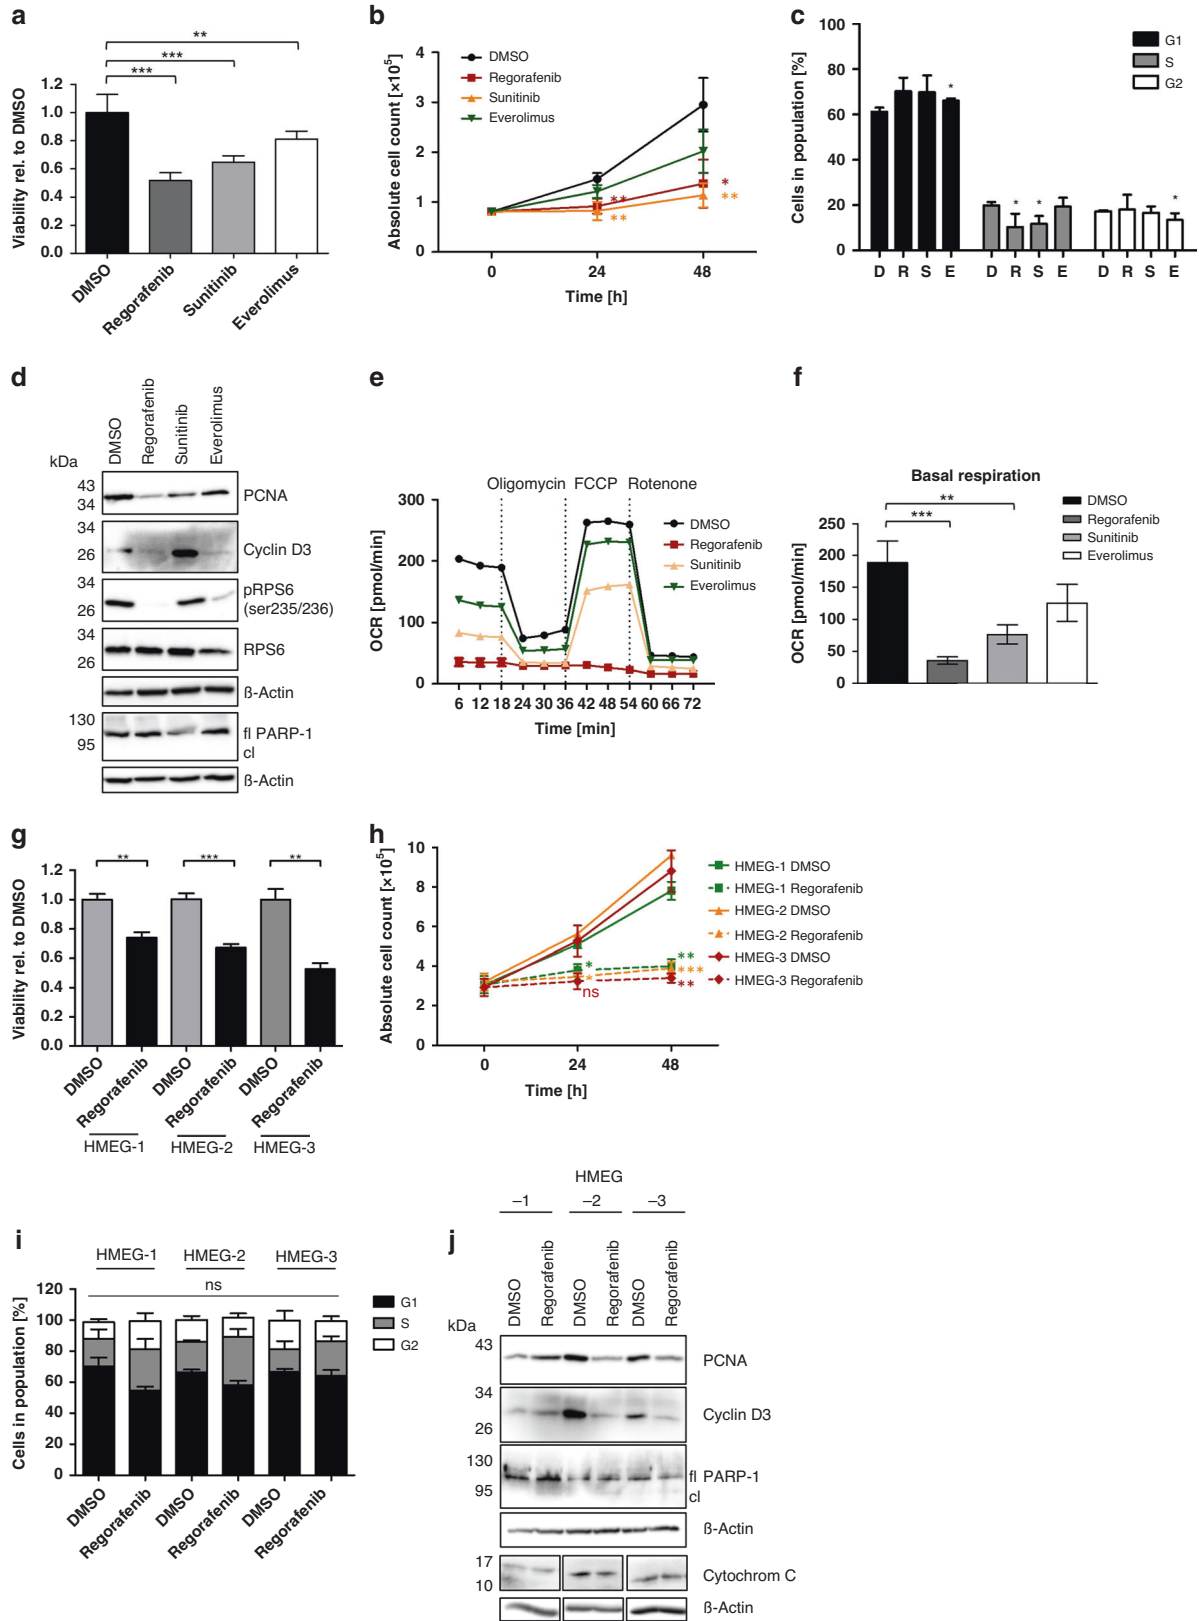 a
**
***
***
Viability rel. to DMSO
1.2
1.0
0.8
0.6
0.4
0.2
0.0
DMSO
Regorafenib
Sunitinib
Everolimus
b
Absolute cell count [×10⁵]
4
3
2
1
0
DMSO
Regorafenib
Sunitinib
Everolimus
**
**
*
**
0 24 48
Time [h]
c
Cells in population [%]
100
80
60
40
20
0
G1
S
G2
*
* *
*
D R S E D R S E D R S E
d
DMSO
Regorafenib
Sunitinib
Everolimus
kDa
43
34
PCNA
34
26
Cyclin D3
34
26
pRPS6
(ser235/236)
34
26
RPS6
ß-Actin
130
95
fl PARP-1
cl
ß-Actin
e
Oligomycin FCCP Rotenone
OCR [pmol/min]
300
200
100
0
DMSO
Regorafenib
Sunitinib
Everolimus
6 12 18 24 30 36 42 48 54 60 66 72
Time [min]
f
Basal respiration
**
***
DMSO
Regorafenib
Sunitinib
Everolimus
OCR [pmol/min]
250
200
150
100
50
0
g
** *** **
Viability rel. to DMSO
1.2
1.0
0.8
0.6
0.4
0.2
0.0
DMSO
Regorafenib
DMSO
Regorafenib
DMSO
Regorafenib
HMEG-1 HMEG-2 HMEG-3
h
Absolute cell count [×10⁵]
10
8
6
4
2
0
*
*
ns
**
***
**
HMEG-1 DMSO
HMEG-1 Regorafenib
HMEG-2 DMSO
HMEG-2 Regorafenib
HMEG-3 DMSO
HMEG-3 Regorafenib
0 24 48
Time [h]
i
HMEG-1 HMEG-2 HMEG-3
ns
Cells in population [%]
120
100
80
60
40
20
0
G1
S
G2
DMSO
Regorafenib
DMSO
Regorafenib
DMSO
Regorafenib
j
HMEG
–1 –2 –3
DMSO
Regorafenib
DMSO
Regorafenib
DMSO
Regorafenib
kDa
43
PCNA
34
26
Cyclin D3
130
95
fl PARP-1
cl
ß-Actin
17
10
Cytochrom C
ß-Actin